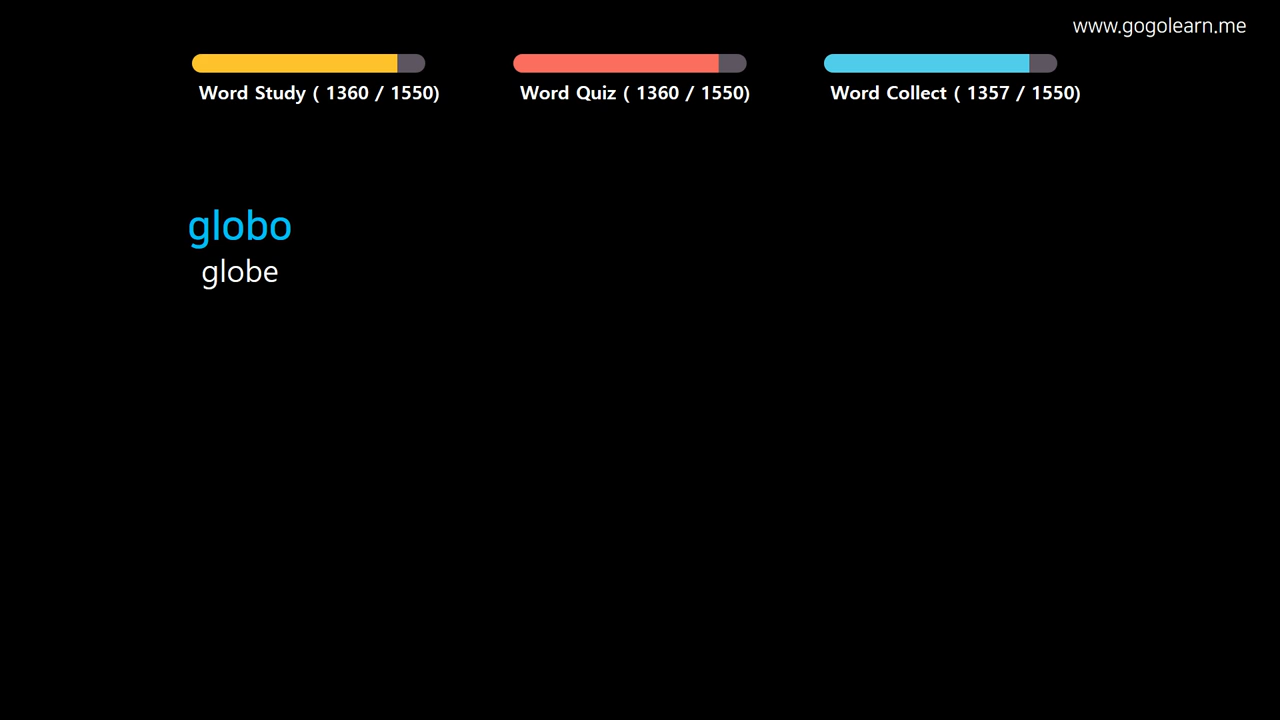 www.gogolearn.me
Word Study ( 1360 / 1550)
Word Quiz ( 1360 / 1550)
Word Collect ( 1357 / 1550)
globo
globe